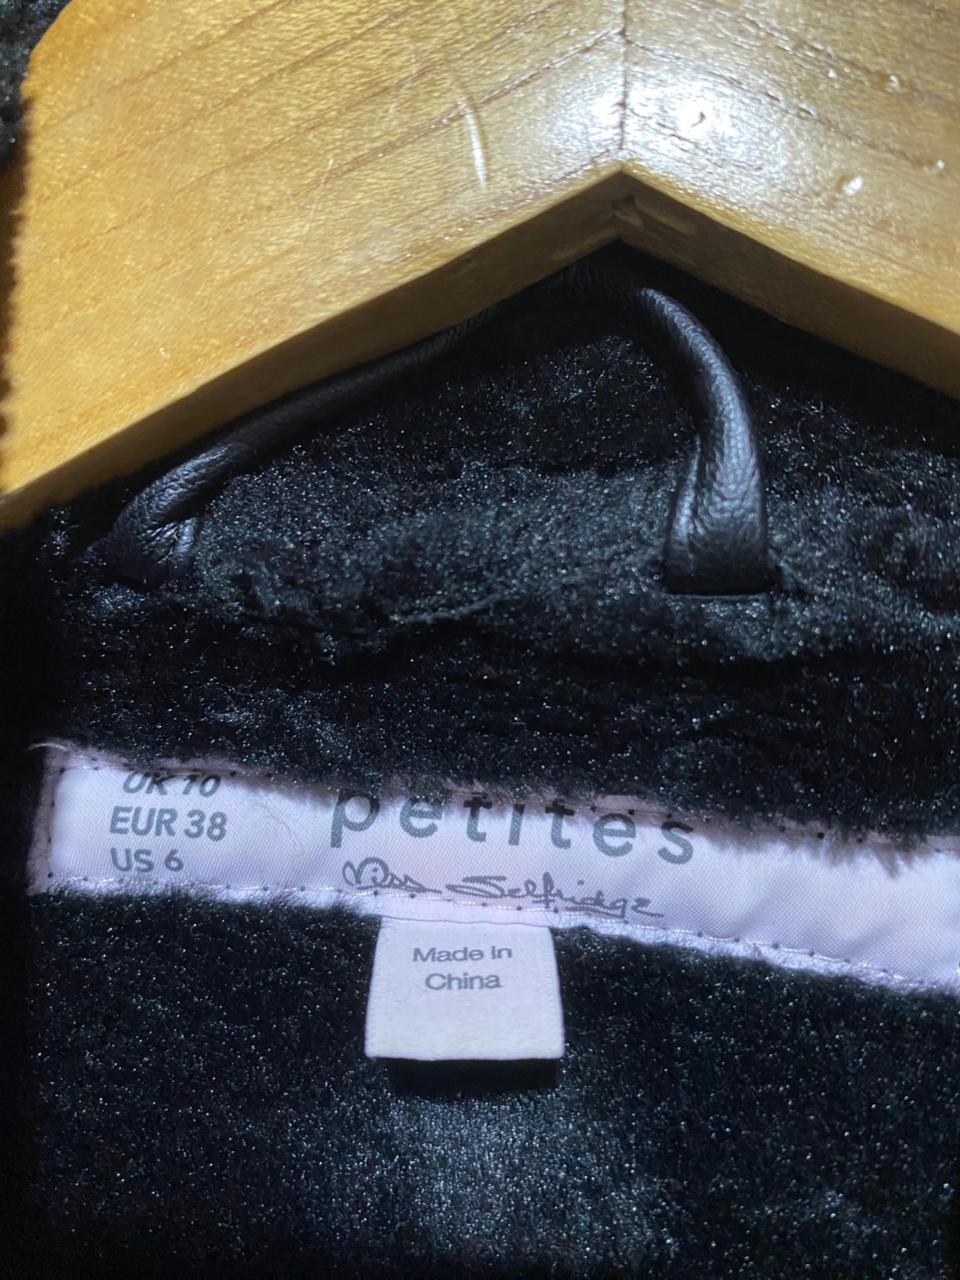 UK 10
EUR 38
US 6
petites
Miss Selfridge
Made in
China